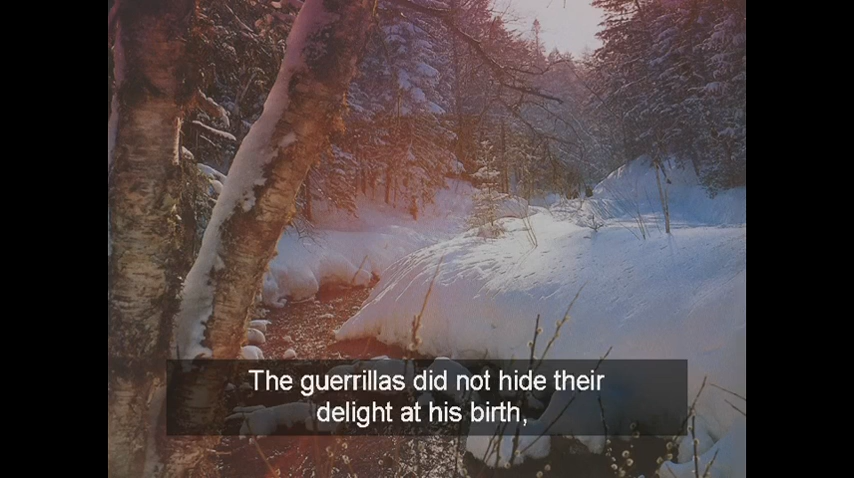 The guerrillas did not hide their
delight at his birth,